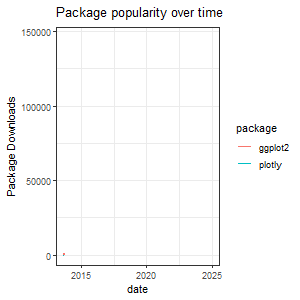 Package popularity over time
150000
100000
50000
0
Package Downloads
2015
2020
2025
date
package
ggplot2
plotly